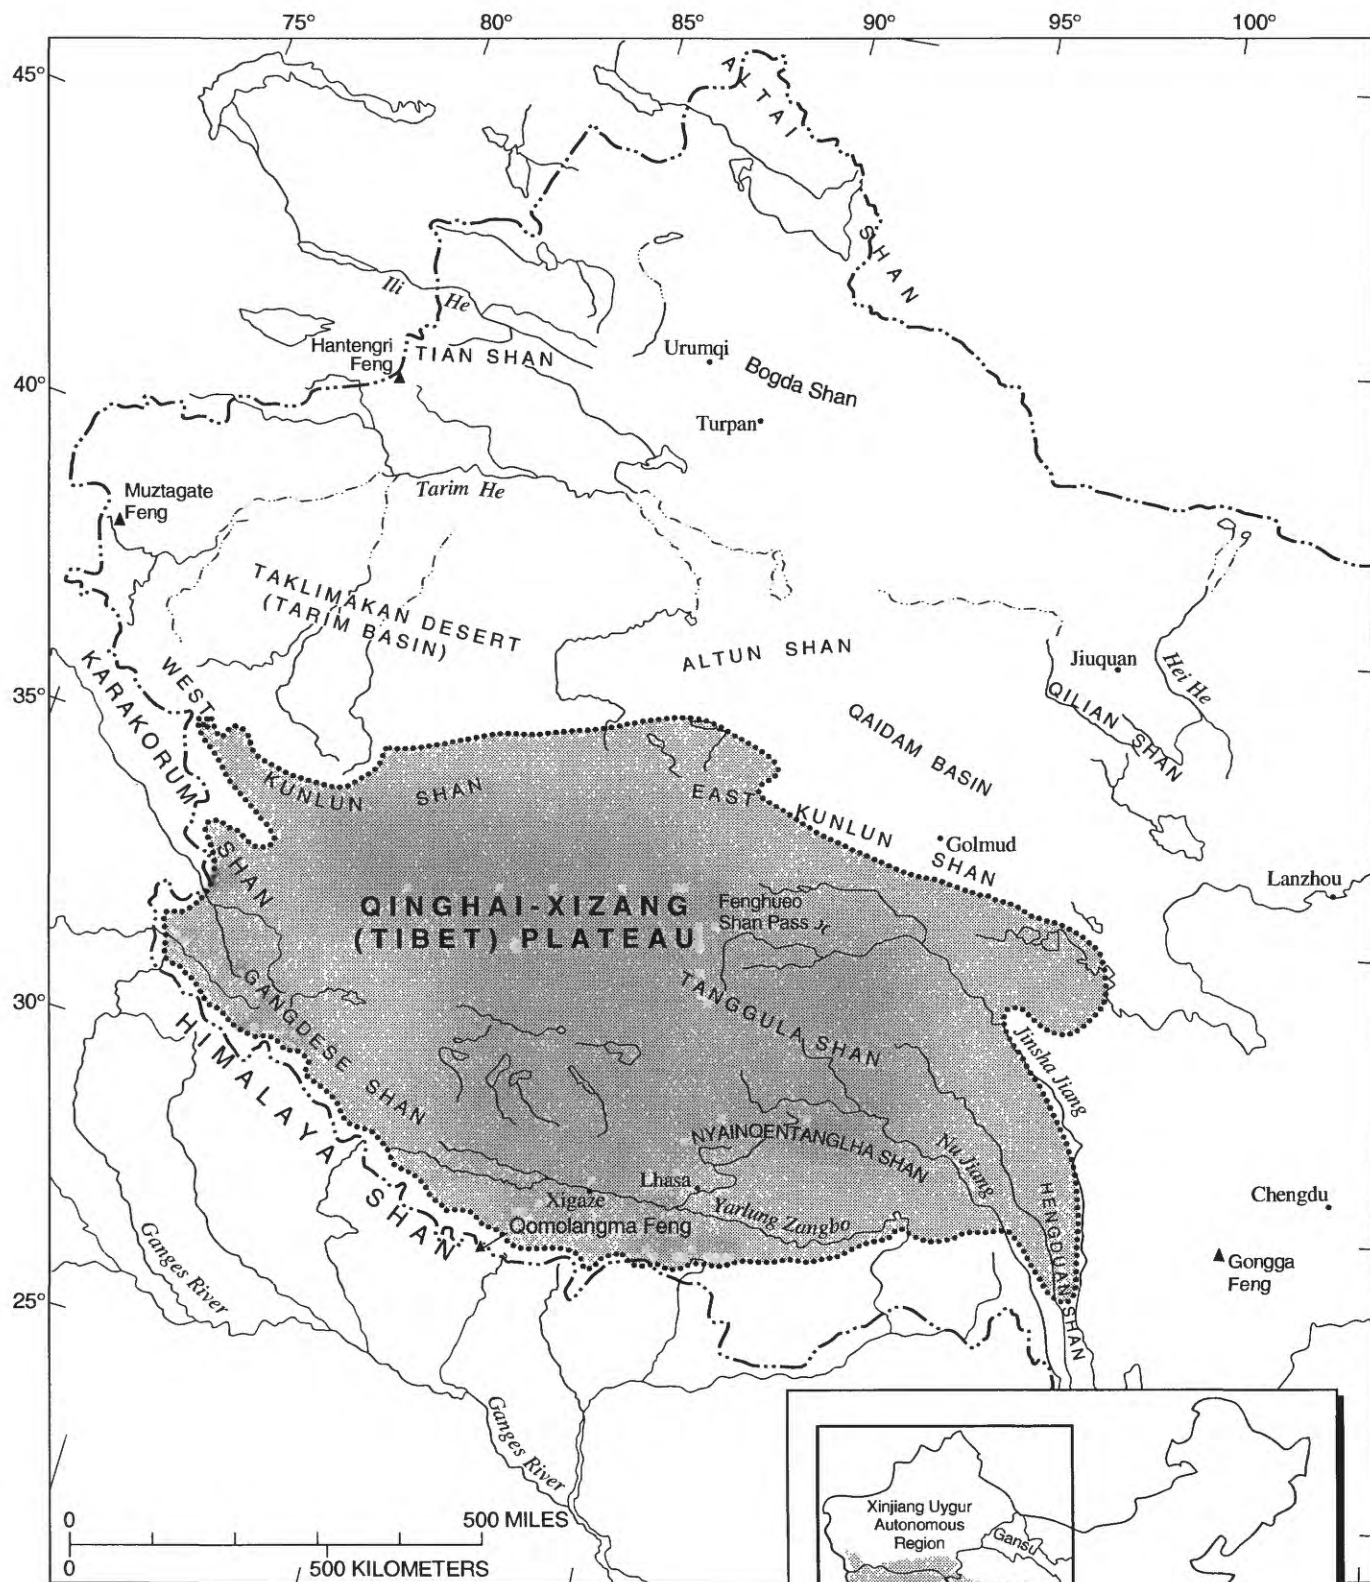 75° 80° 85° 90° 95° 100°
45°
ALTAI
SHAN
Ili He
Hantengri
Feng
TIAN SHAN
Urumqi
Bogda Shan
40°
Turpan
Muztagate
Feng
Tarim He
TAKLIMAKAN DESERT
(TARIM BASIN)
ALTUN SHAN
Jiuquan
Hei He
35°
KARAKORUM
SHAN
WEST
KUNLUN SHAN
QILIAN SHAN
QAIDAM BASIN
EAST
KUNLUN
SHAN
Golmud
Lanzhou
QINGHAI-XIZANG
(TIBET) PLATEAU
Fenghueo
Shan Pass
30°
GANGDESE SHAN
TANGGULA SHAN
Jinsha Jiang
HIMALAYA SHAN
NYAINQENTANGLHA SHAN
Nu Jiang
Lhasa
Xigaze
Yarlung Zangbo
HENGDUAN SHAN
Chengdu
Qomolangma Feng
Gongga
Feng
Ganges River
25°
Ganges River
0 500 MILES
0 500 KILOMETERS
Xinjiang Uygur
Autonomous
Region
Gansu